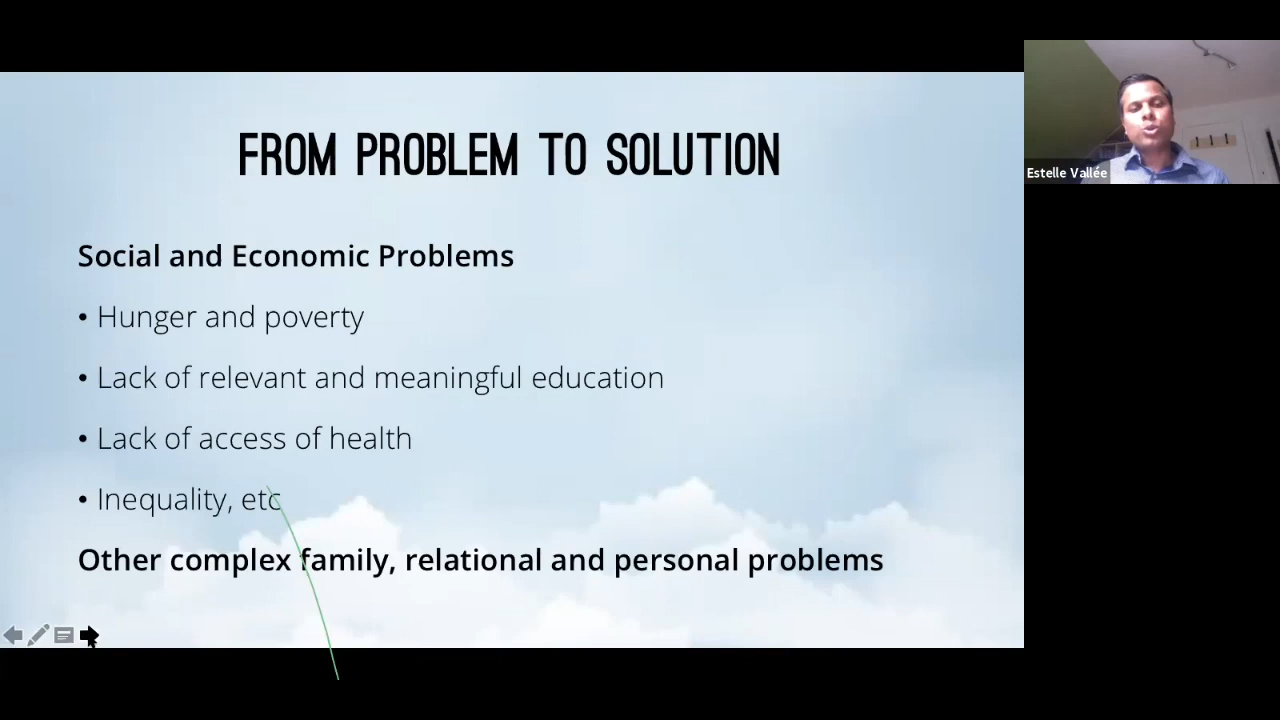 FROM PROBLEM TO SOLUTION
Social and Economic Problems
• Hunger and poverty
• Lack of relevant and meaningful education
• Lack of access of health
• Inequality, etc
Other complex family, relational and personal problems
Estelle Vallée